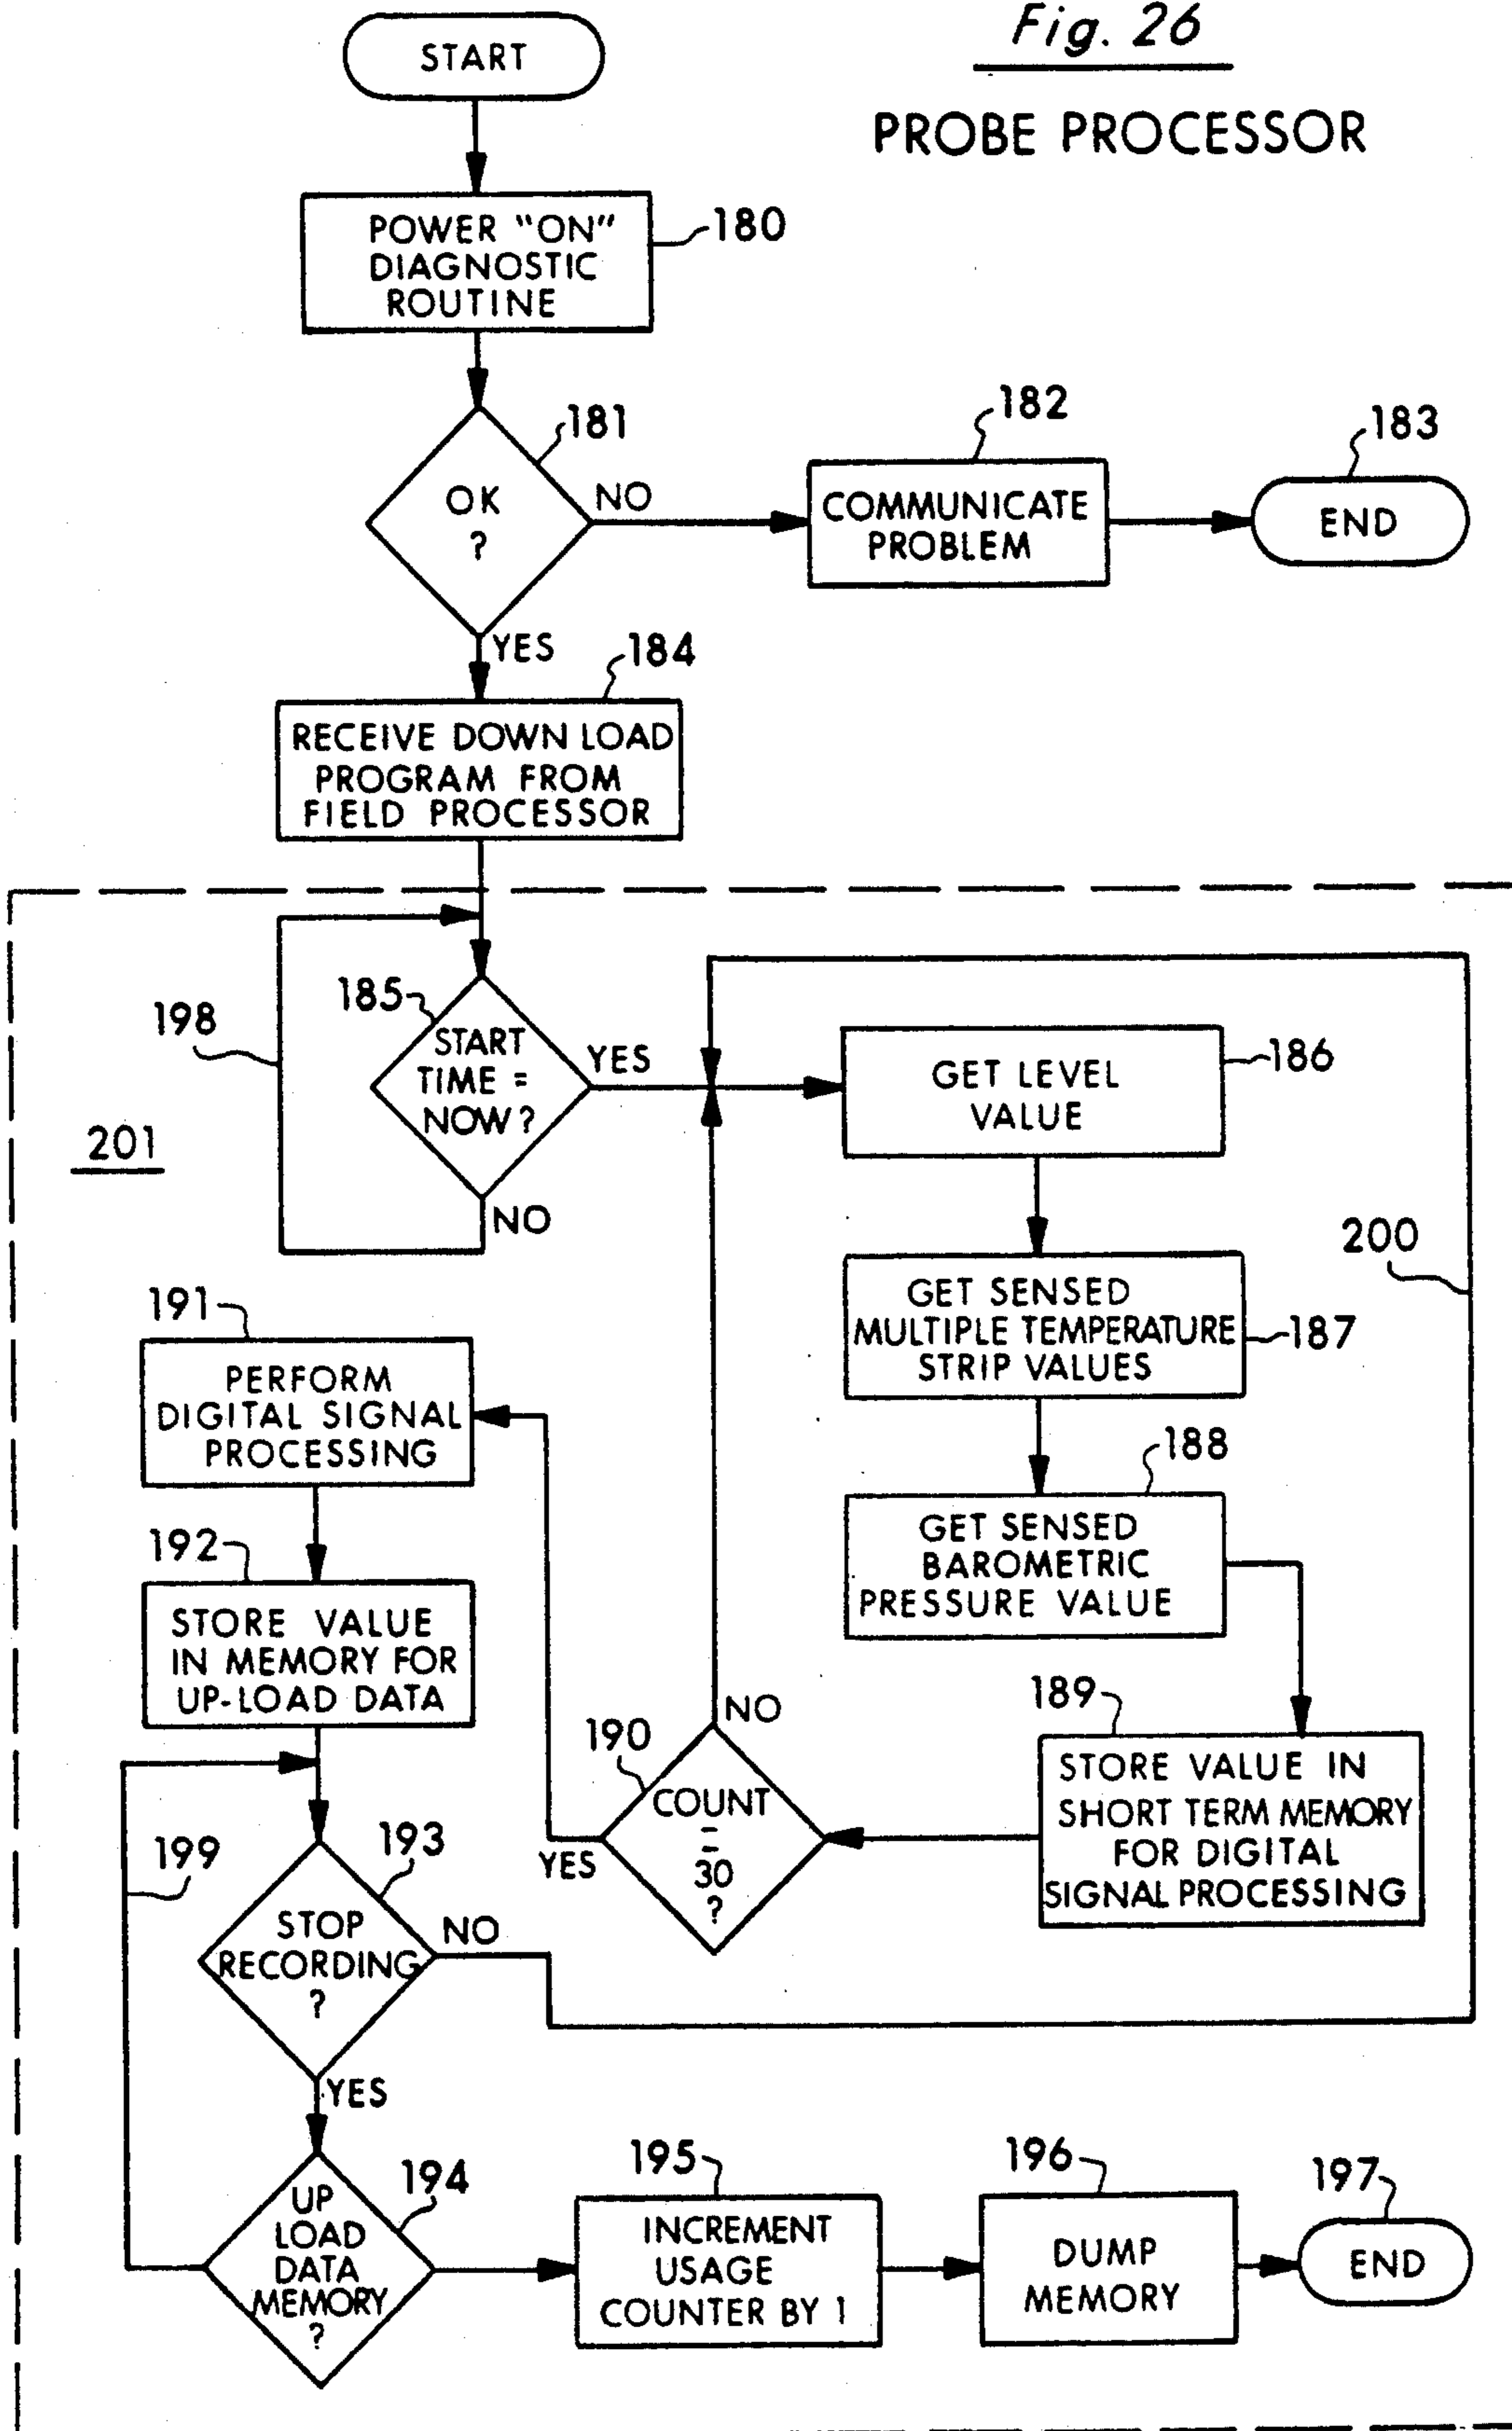 Fig. 26
PROBE PROCESSOR
START
POWER "ON"
DIAGNOSTIC
ROUTINE
180
181
OK
?
NO
182
COMMUNICATE
PROBLEM
183
END
YES
184
RECEIVE DOWN LOAD
PROGRAM FROM
FIELD PROCESSOR
198
185
START
TIME =
NOW?
YES
NO
201
GET LEVEL
VALUE
186
200
GET SENSED
MULTIPLE TEMPERATURE
STRIP VALUES
187
188
GET SENSED
BAROMETRIC
PRESSURE VALUE
189
STORE VALUE IN
SHORT TERM MEMORY
FOR DIGITAL
SIGNAL PROCESSING
190
NO
COUNT
=
30
?
YES
191
PERFORM
DIGITAL SIGNAL
PROCESSING
192
STORE VALUE
IN MEMORY FOR
UP-LOAD DATA
199
193
STOP
RECORDING
?
NO
YES
194
UP
LOAD
DATA
MEMORY
?
195
INCREMENT
USAGE
COUNTER BY 1
196
DUMP
MEMORY
197
END